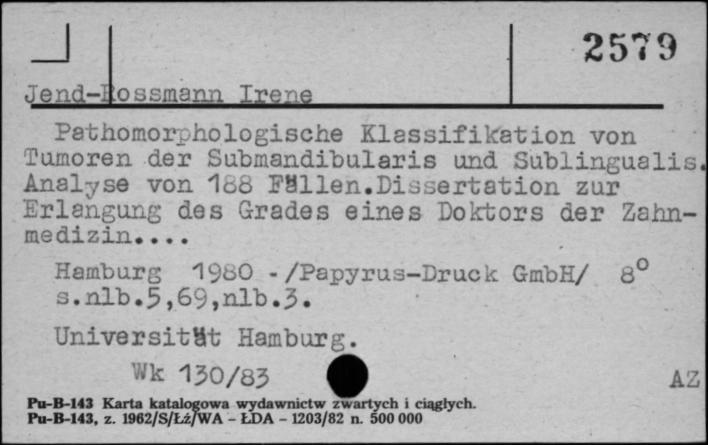 2579
Jend-Rossmann Irene
Pathomorphologische Klassifikation von
Tumoren der Submandibularis und Sublingualis.
Analyse von 188 Fällen.Dissertation zur
Erlangung des Grades eines Doktors der Zahn-
medizin....
Hamburg 1980 - /Papyrus-Druck GmbH/ 8°
s.nlb.5,69,nlb.3.
Universität Hamburg.
Wk 130/83
AZ
Pu-B-143 Karta katalogowa wydawnictw zwartych i ciągłych.
Pu-B-143, z. 1962/S/Łż/WA – ŁDA – 1203/82 n. 500 000